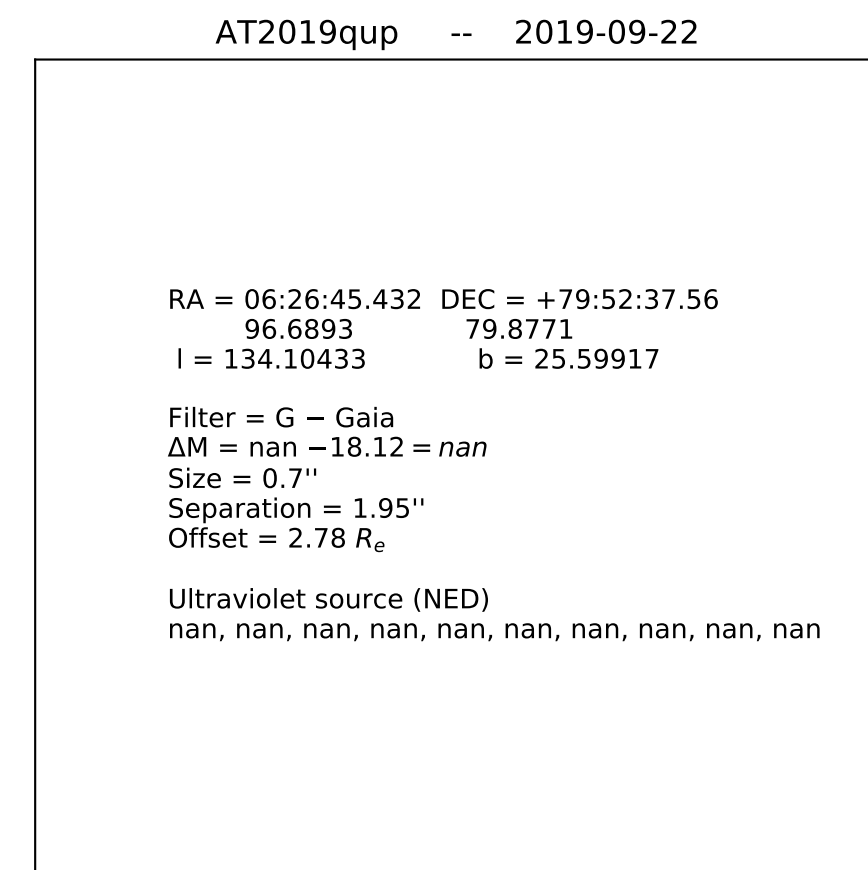 AT2019qup -- 2019-09-22
RA = 06:26:45.432 DEC = +79:52:37.56
96.6893 79.8771
l = 134.10433 b = 25.59917
Filter = G − Gaia
ΔM = nan −18.12 = nan
Size = 0.7''
Separation = 1.95''
Offset = 2.78 Re
Ultraviolet source (NED)
nan, nan, nan, nan, nan, nan, nan, nan, nan, nan